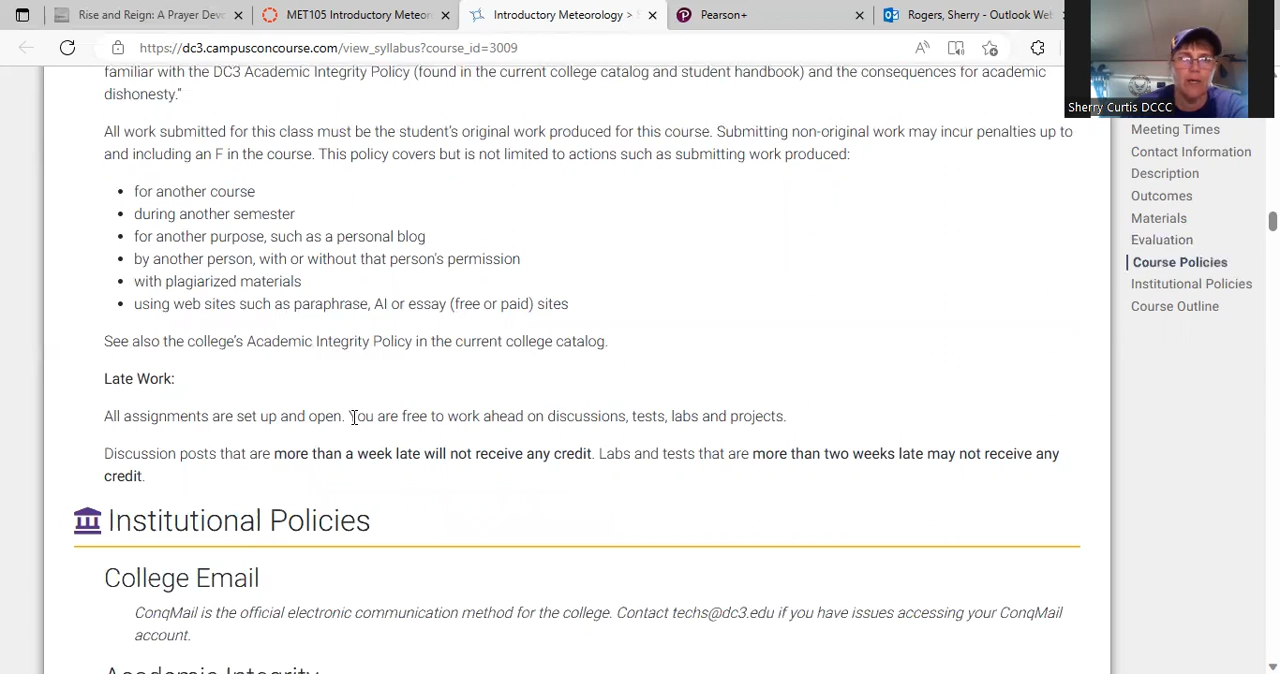 Rise and Reign: A Prayer Devo
MET105 Introductory Meteor
Introductory Meteorology >
Pearson+
Rogers, Sherry - Outlook We
https://dc3.campusconcourse.com/view_syllabus?course_id=3009
Sherry Curtis DCCC
familiar with the DC3 Academic Integrity Policy (found in the current college catalog and student handbook) and the consequences for academic
dishonesty."
All work submitted for this class must be the student's original work produced for this course. Submitting non-original work may incur penalties up to
and including an F in the course. This policy covers but is not limited to actions such as submitting work produced:
• for another course
• during another semester
• for another purpose, such as a personal blog
• by another person, with or without that person's permission
• with plagiarized materials
• using web sites such as paraphrase, AI or essay (free or paid) sites
See also the college's Academic Integrity Policy in the current college catalog.
Late Work:
All assignments are set up and open. You are free to work ahead on discussions, tests, labs and projects.
Discussion posts that are more than a week late will not receive any credit. Labs and tests that are more than two weeks late may not receive any
credit.
Institutional Policies
College Email
ConqMail is the official electronic communication method for the college. Contact techs@dc3.edu if you have issues accessing your ConqMail
account.
Academic Integrity
Meeting Times
Contact Information
Description
Outcomes
Materials
Evaluation
Course Policies
Institutional Policies
Course Outline